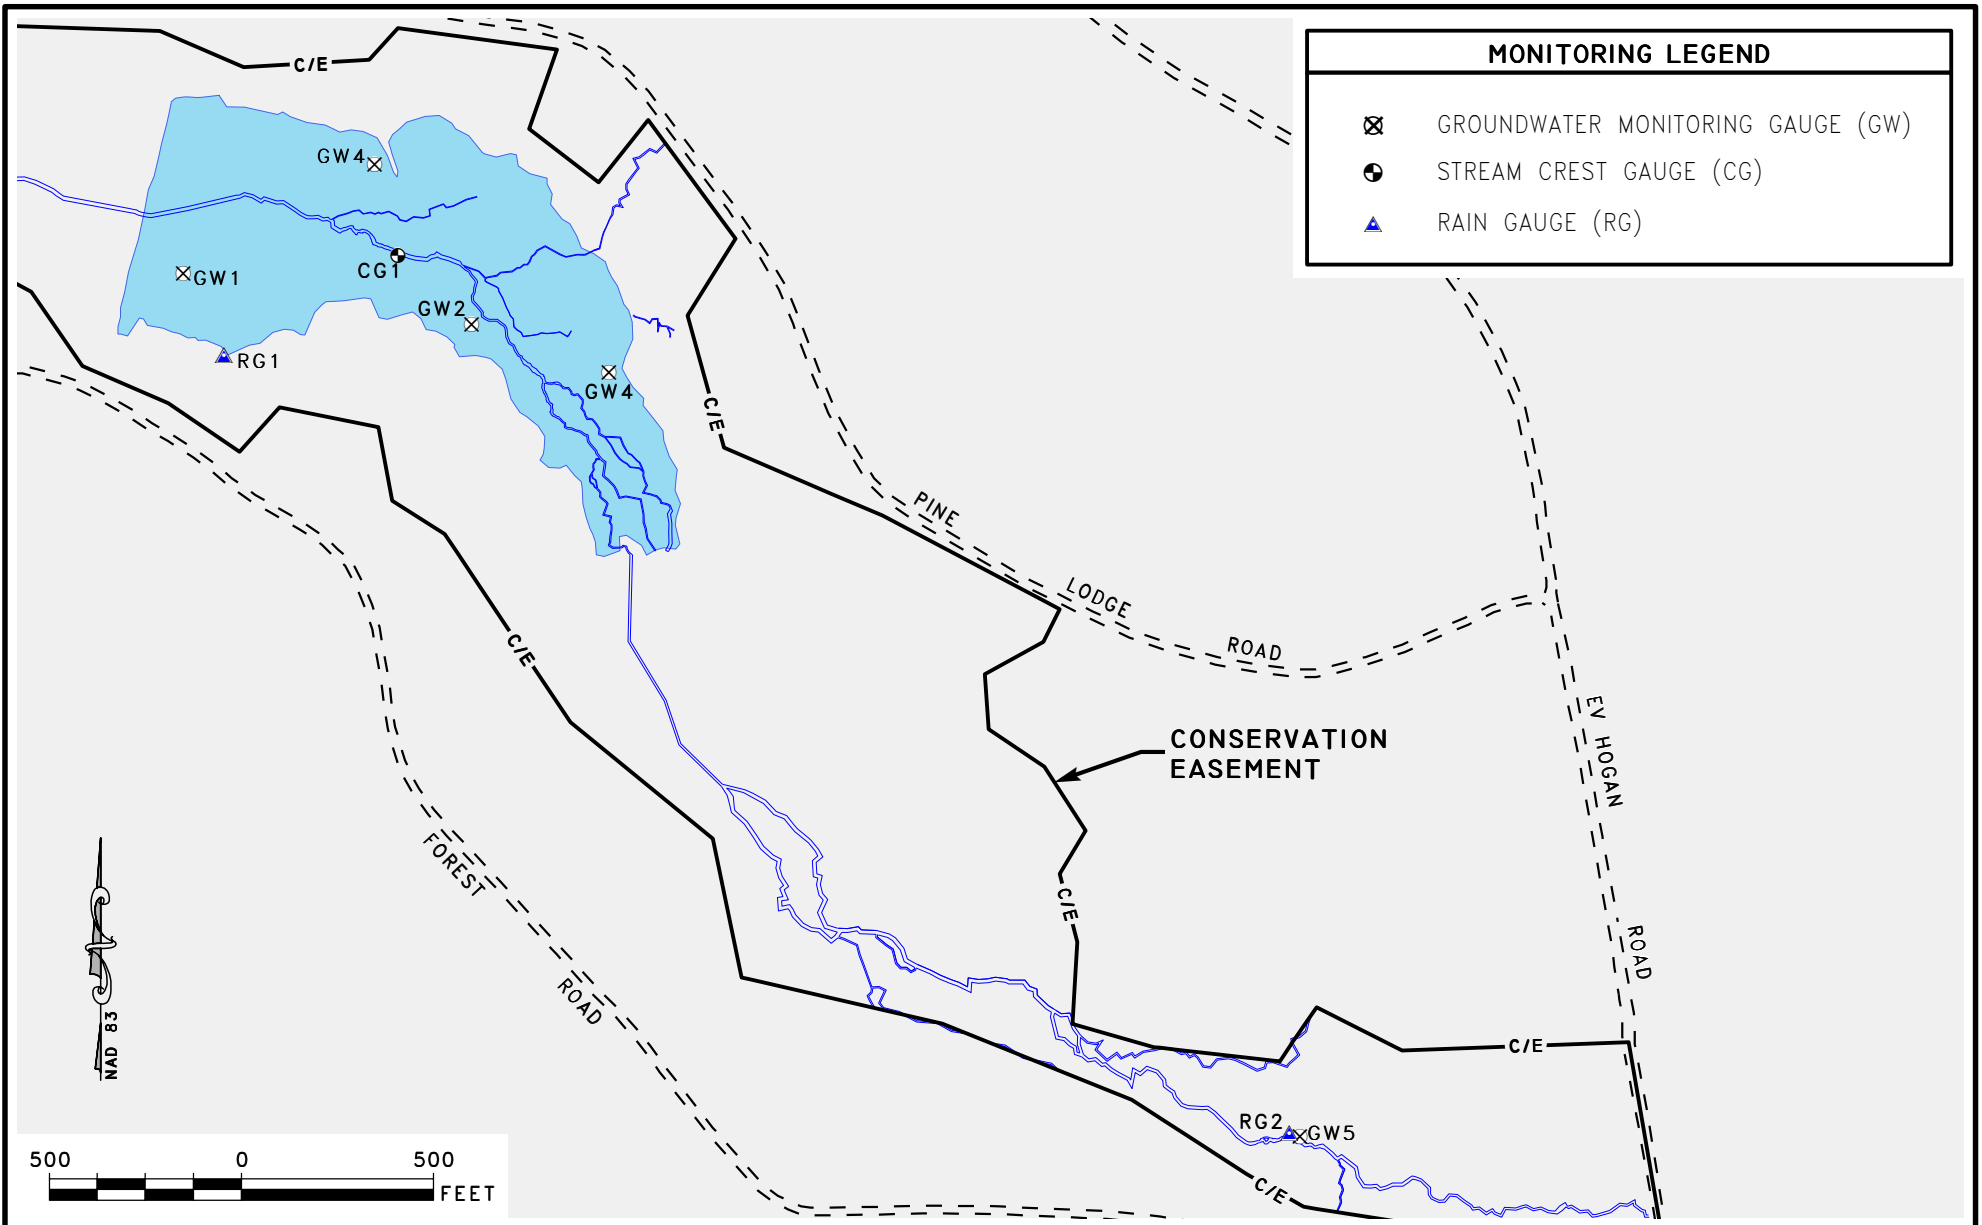 MONITORING LEGEND
GROUNDWATER MONITORING GAUGE (GW)
STREAM CREST GAUGE (CG)
RAIN GAUGE (RG)
C/E
GW4
GW1
CG1
GW2
RG1
GW4
C/E
PINE
LODGE
ROAD
C/E
EV HOGAN
ROAD
CONSERVATION
EASEMENT
FOREST
ROAD
C/E
NAD 83
C/E
RG2
GW5
C/E
500 0 500
FEET